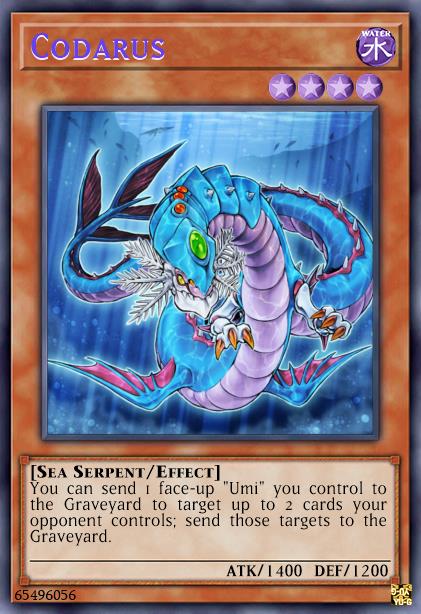 CODARUS
WATER
水
[SEA SERPENT/EFFECT]
You can send 1 face-up "Umi" you control to
the Graveyard to target up to 2 cards your
opponent controls; send those targets to the
Graveyard.
ATK/1400 DEF/1200
65496056